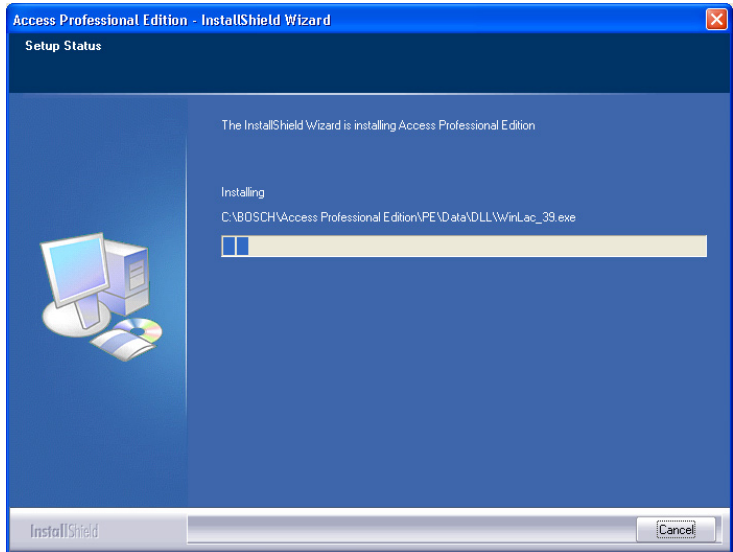 Access Professional Edition - InstallShield Wizard
Setup Status
The InstallShield Wizard is installing Access Professional Edition
Installing
C:\BOSCH\Access Professional Edition\PE\Data\DLL\WinLac_39.exe
InstallShield
Cancel